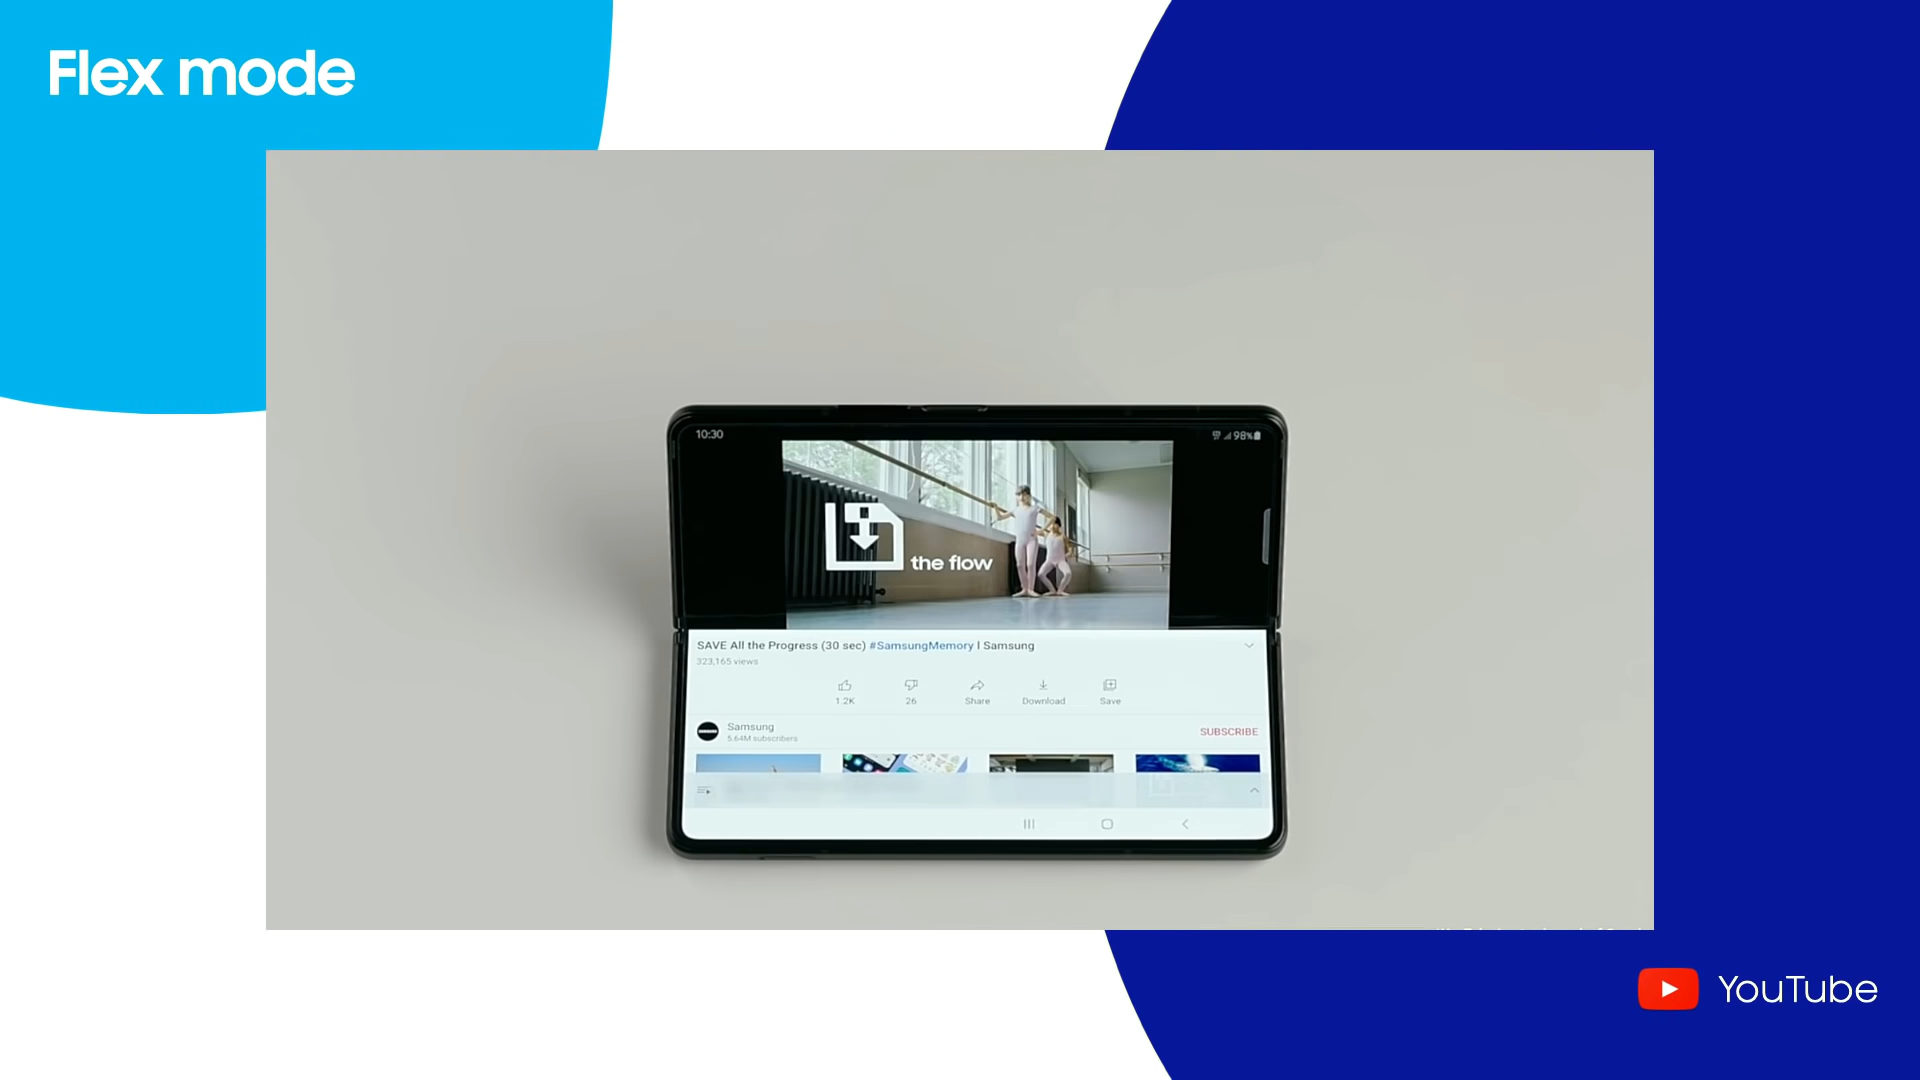 Flex mode
10:30
98%
the flow
SAVE All the Progress (30 sec) #SamsungMemory l Samsung
323,165 views
1.2K
26
Share
Download
Save
Samsung
5.64M subscribers
SUBSCRIBE
YouTube